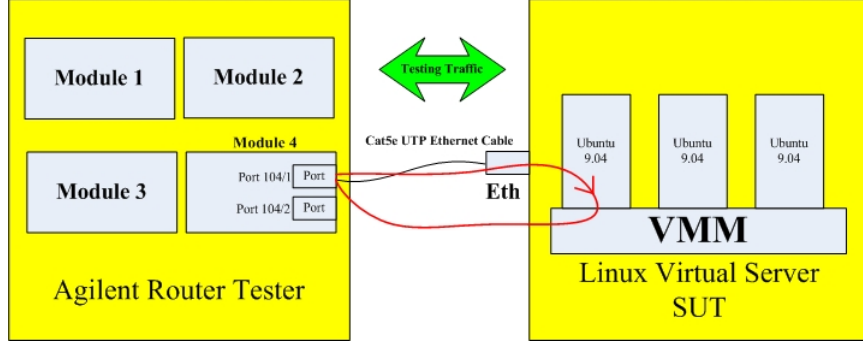 Module 1
Module 2
Testing Traffic
Module 4
Cat5e UTP Ethernet Cable
Ubuntu
9.04
Ubuntu
9.04
Ubuntu
9.04
Module 3
Port 104/1
Port
Port 104/2
Port
Eth
VMM
Agilent Router Tester
Linux Virtual Server
SUT